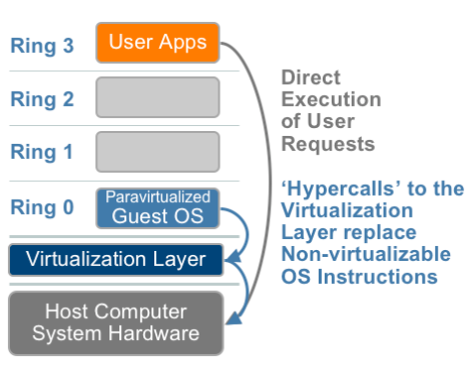 Ring 3
User Apps
Ring 2
Ring 1
Ring 0
Paravirtualized
Guest OS
Virtualization Layer
Host Computer
System Hardware
Direct
Execution
of User
Requests
‘Hypercalls’ to the
Virtualization
Layer replace
Non-virtualizable
OS Instructions